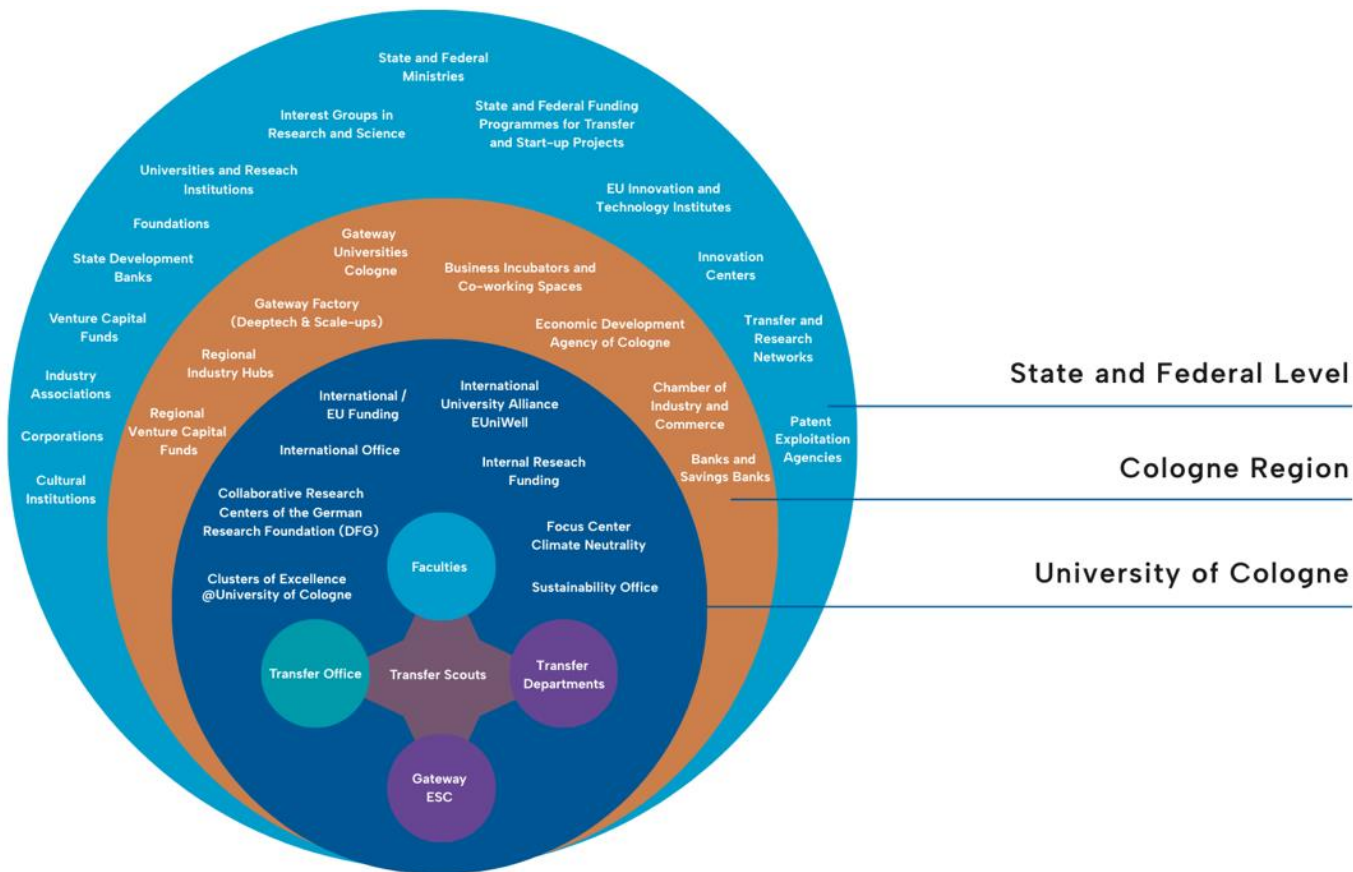 State and Federal
Ministries
Interest Groups in
Research and Science
State and Federal Funding
Programmes for Transfer
and Start-up Projects
Universities and Reseach
Institutions
EU Innovation and
Technology Institutes
Foundations
State Development
Banks
Innovation
Centers
Venture Capital
Funds
Transfer and
Research
Networks
Industry
Associations
Corporations
Patent
Exploitation
Agencies
Cultural
Institutions
Gateway
Universities
Cologne
Business Incubators and
Co-working Spaces
Gateway Factory
(Deeptech & Scale-ups)
Economic Development
Agency of Cologne
Regional
Industry Hubs
Chamber of
Industry and
Commerce
Regional
Venture Capital
Funds
Banks and
Savings Banks
International /
EU Funding
International
University Alliance
EUniWell
International Office
Internal Reseach
Funding
Collaborative Research
Centers of the German
Research Foundation (DFG)
Focus Center
Climate Neutrality
Clusters of Excellence
@University of Cologne
Sustainability Office
Faculties
Transfer Office
Transfer Scouts
Transfer
Departments
Gateway
ESC
State and Federal Level
Cologne Region
University of Cologne